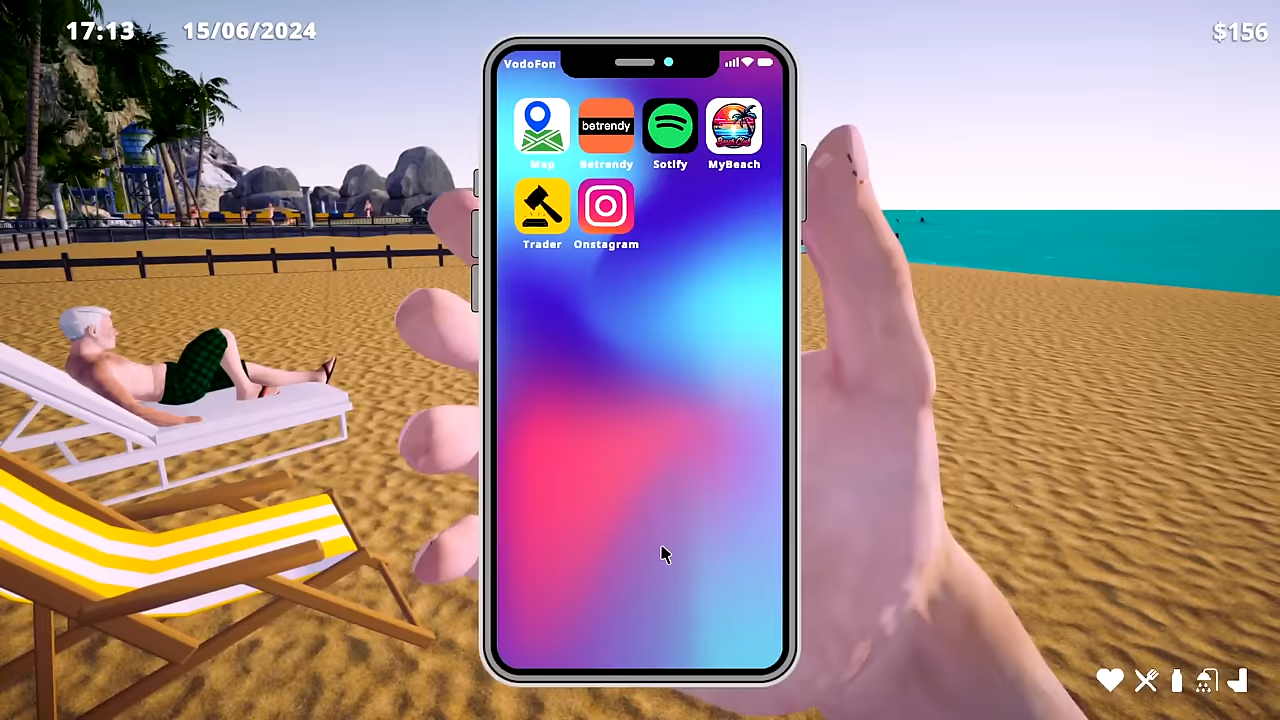 17:13 15/06/2024 $156
VodoFon
betrendy
Map Betrendy Sotify MyBeach
Trader Onstagram